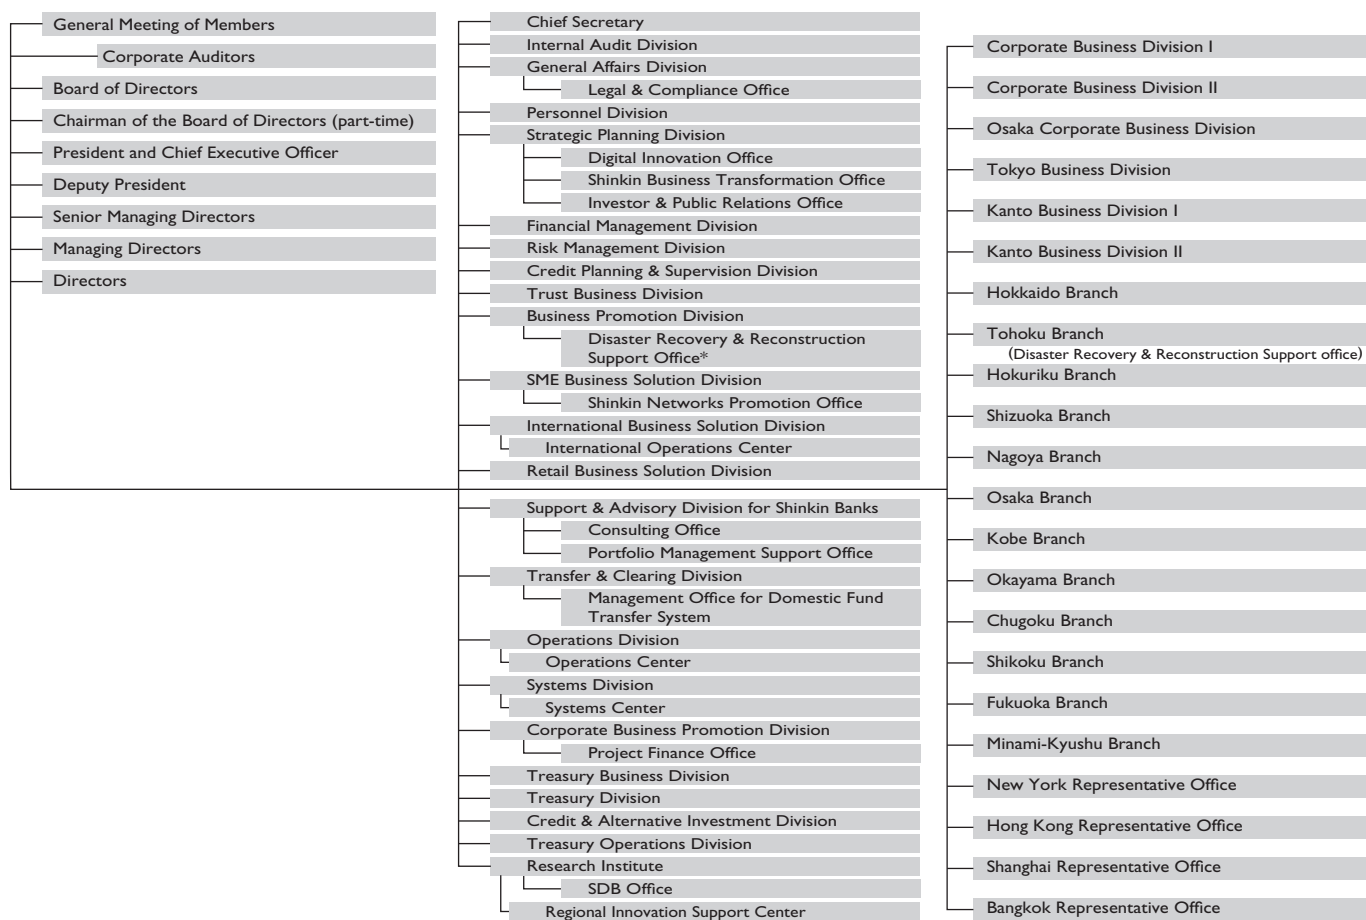 General Meeting of Members
Corporate Auditors
Board of Directors
Chairman of the Board of Directors (part-time)
President and Chief Executive Officer
Deputy President
Senior Managing Directors
Managing Directors
Directors
Chief Secretary
Internal Audit Division
General Affairs Division
Legal & Compliance Office
Personnel Division
Strategic Planning Division
Digital Innovation Office
Shinkin Business Transformation Office
Investor & Public Relations Office
Financial Management Division
Risk Management Division
Credit Planning & Supervision Division
Trust Business Division
Business Promotion Division
Disaster Recovery & Reconstruction
Support Office*
SME Business Solution Division
Shinkin Networks Promotion Office
International Business Solution Division
International Operations Center
Retail Business Solution Division
Support & Advisory Division for Shinkin Banks
Consulting Office
Portfolio Management Support Office
Transfer & Clearing Division
Management Office for Domestic Fund
Transfer System
Operations Division
Operations Center
Systems Division
Systems Center
Corporate Business Promotion Division
Project Finance Office
Treasury Business Division
Treasury Division
Credit & Alternative Investment Division
Treasury Operations Division
Research Institute
SDB Office
Regional Innovation Support Center
Corporate Business Division I
Corporate Business Division II
Osaka Corporate Business Division
Tokyo Business Division
Kanto Business Division I
Kanto Business Division II
Hokkaido Branch
Tohoku Branch
(Disaster Recovery & Reconstruction Support office)
Hokuriku Branch
Shizuoka Branch
Nagoya Branch
Osaka Branch
Kobe Branch
Okayama Branch
Chugoku Branch
Shikoku Branch
Fukuoka Branch
Minami-Kyushu Branch
New York Representative Office
Hong Kong Representative Office
Shanghai Representative Office
Bangkok Representative Office